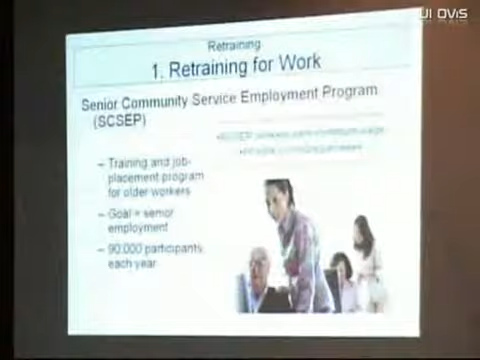 UI OViS
Retraining
1. Retraining for Work
Senior Community Service Employment Program
(SCSEP)
– Training and job-
placement program
for older workers
– Goal = senior
employment
– 90,000 participants
each year